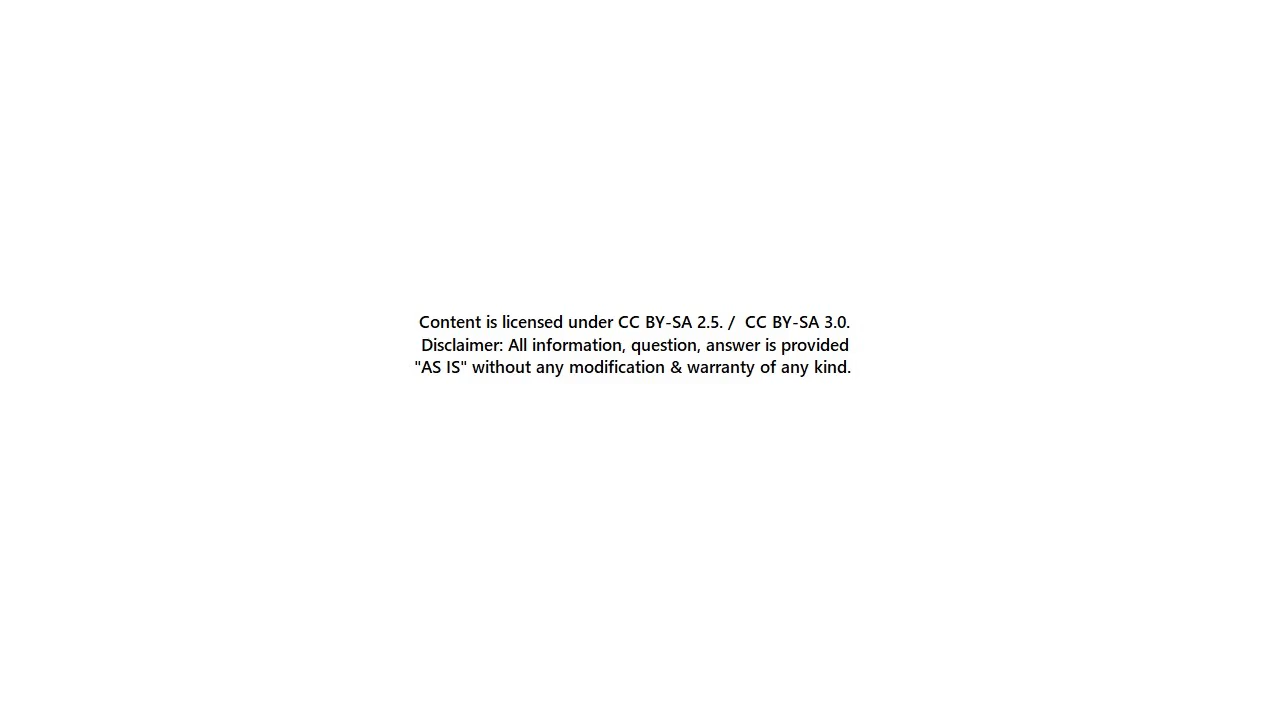 Content is licensed under CC BY-SA 2.5. /  CC BY-SA 3.0.
Disclaimer: All information, question, answer is provided
"AS IS" without any modification & warranty of any kind.